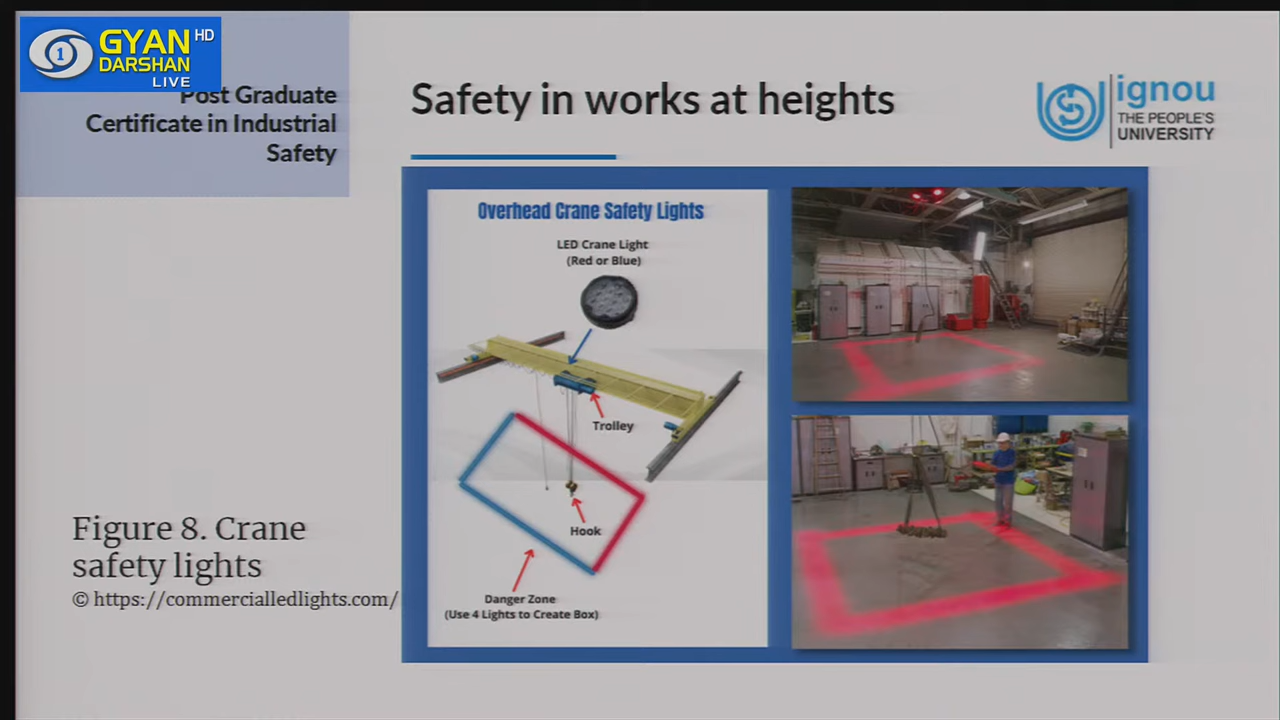 GYAN HD
DARSHAN
1
LIVE
Post Graduate
Certificate in Industrial
Safety
Safety in works at heights
ignou
THE PEOPLE'S
UNIVERSITY
Overhead Crane Safety Lights
LED Crane Light
(Red or Blue)
Trolley
Hook
Danger Zone
(Use 4 Lights to Create Box)
Figure 8. Crane
safety lights
© https://commercialledlights.com/